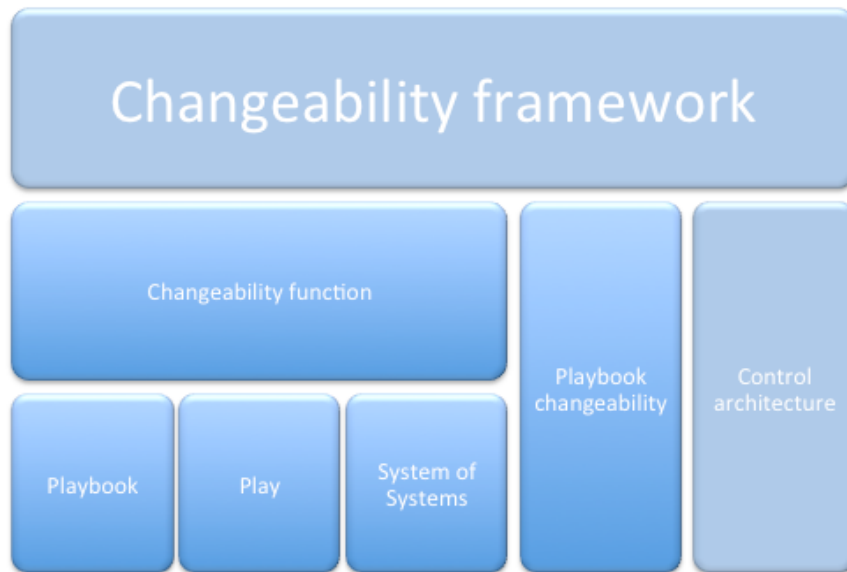 Changeability framework
Changeability function
Playbook
changeability
Control
architecture
Playbook
Play
System of
Systems